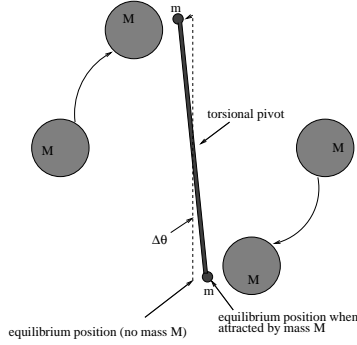 m
M
torsional pivot
M
M
Δθ
M
m
equilibrium position when
attracted by mass M
equilibrium position (no mass M)